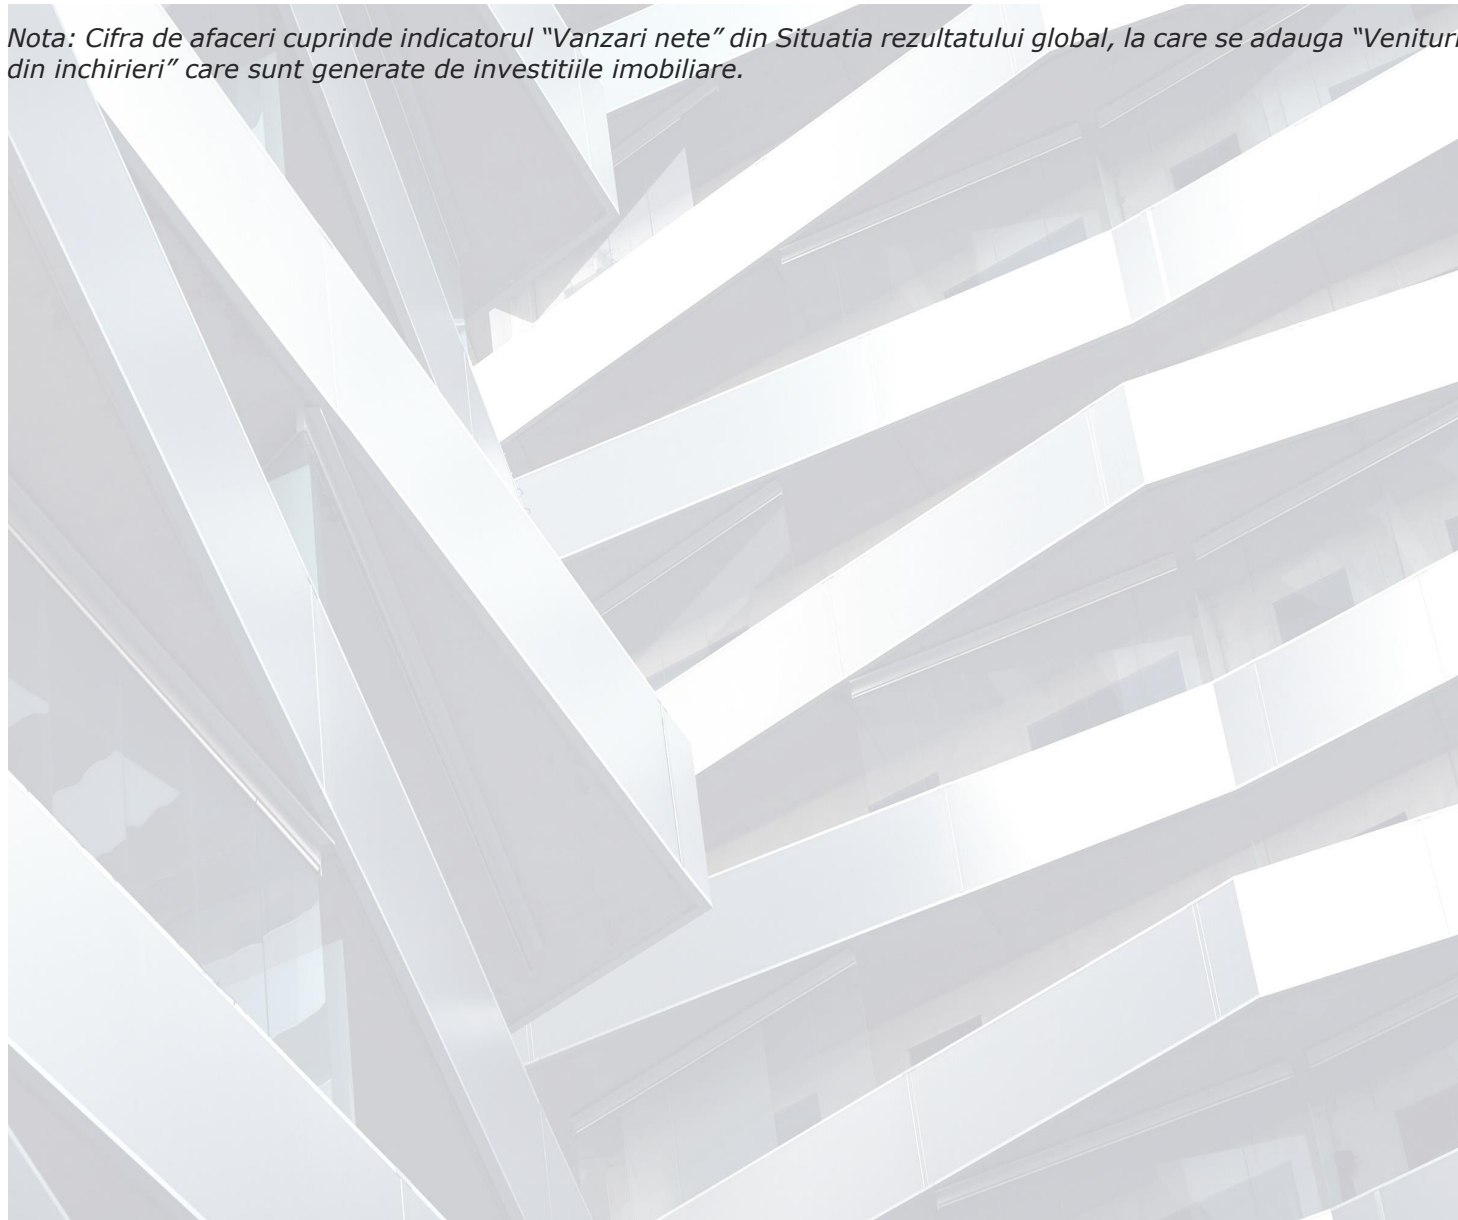 Nota: Cifra de afaceri cuprinde indicatorul “Vanzari nete” din Situatia rezultatului global, la care se adauga “Venituri
din inchirieri” care sunt generate de investitiile imobiliare.